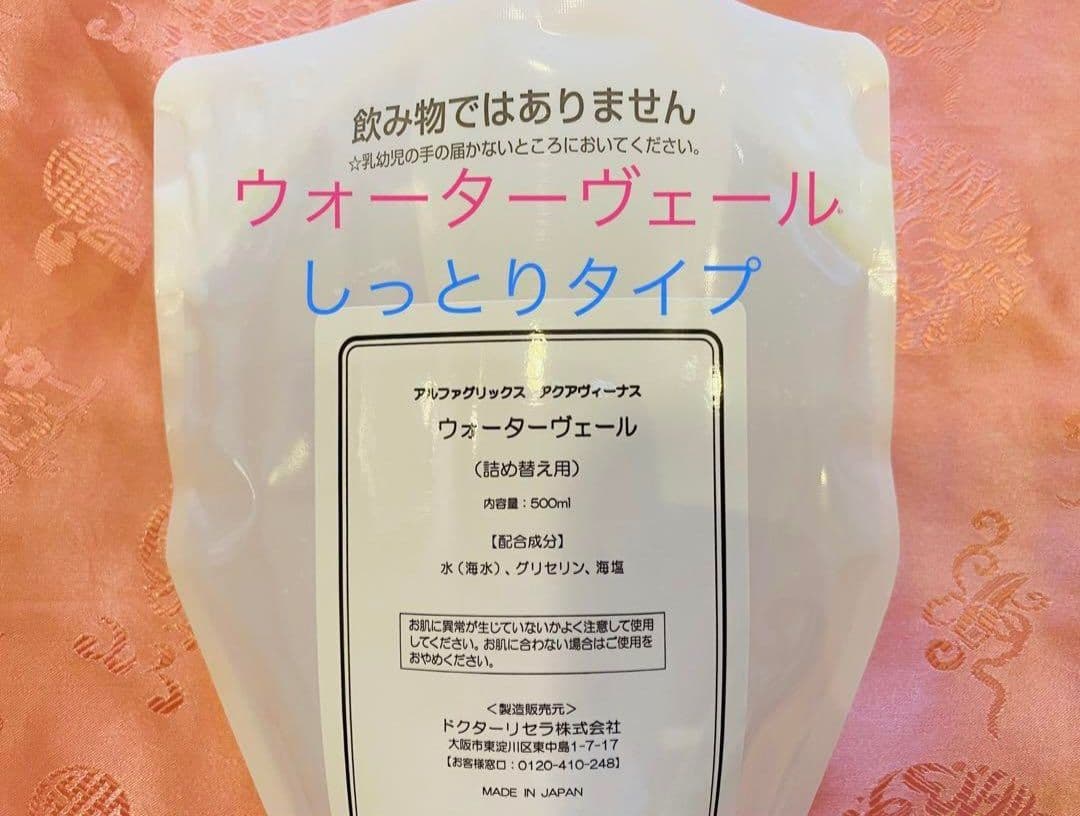 飲み物ではありません
☆乳幼児の手の届かないところにおいてください。
ウォーターヴェール
しっとりタイプ
アルファグリックス アクアヴィーナス
ウォーターヴェール
（詰め替え用）
内容量：500ml
【配合成分】
水（海水）、グリセリン、海塩
お肌に異常が生じていないかよく注意して使用
してください。お肌に合わない場合はご使用を
おやめください。
＜製造販売元＞
ドクターリセラ株式会社
大阪市東淀川区東中島1-7-17
【お客様窓口：0120-410-248】
MADE IN JAPAN